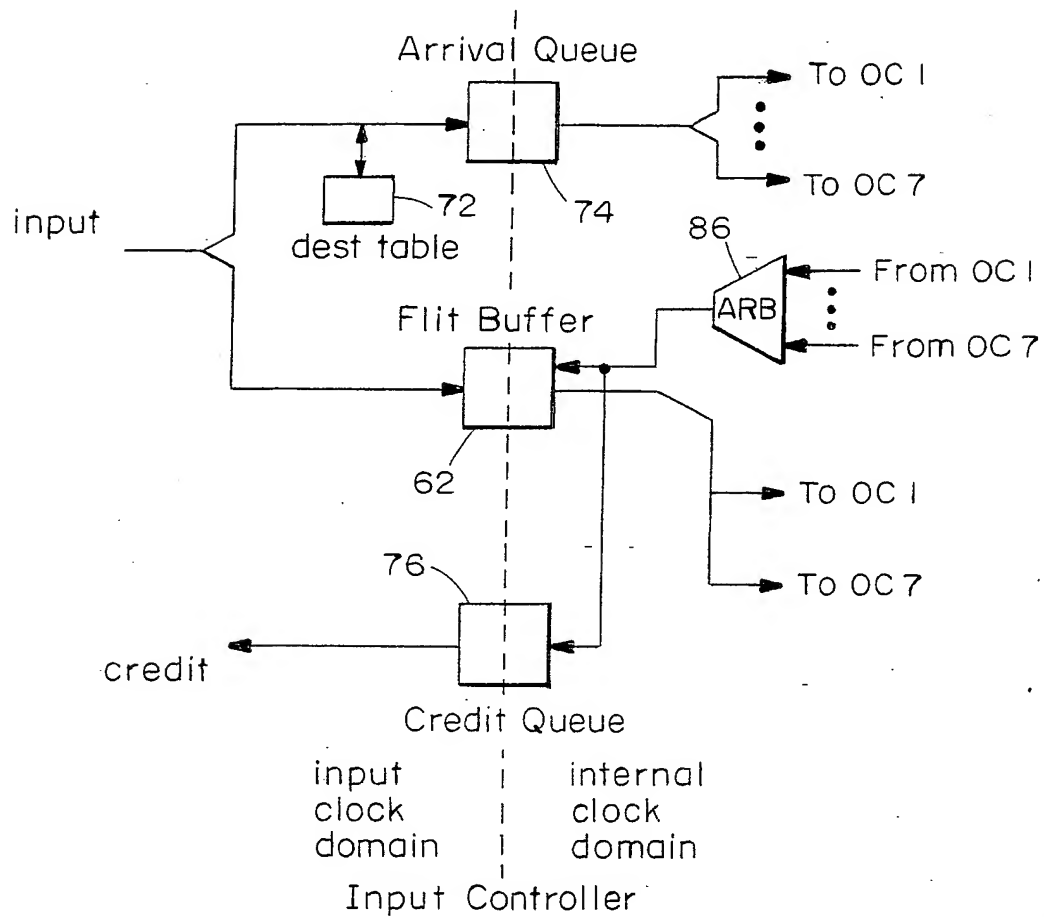 Arrival Queue
To OC 1
To OC 7
72
74
input
dest table
86
From OC 1
ARB
Flit Buffer
From OC 7
62
To OC 1
76
To OC 7
credit
Credit Queue
input clock domain
internal clock domain
Input Controller